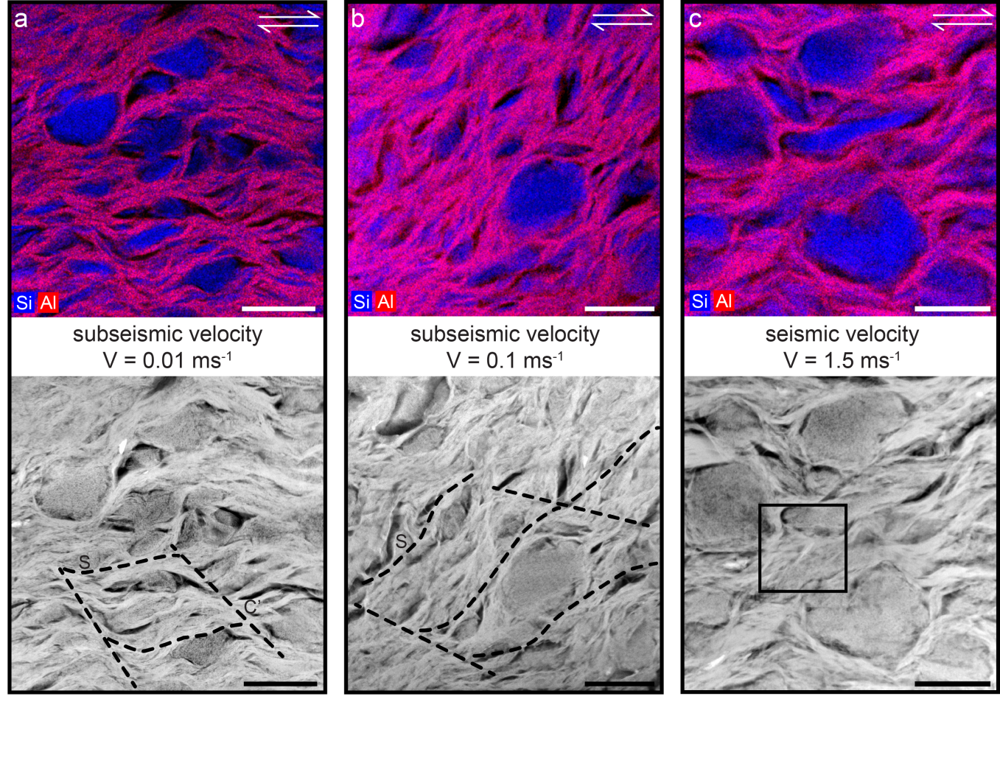 a
b
c
Si Al
Si Al
Si Al
subseismic velocity
V = 0.01 ms⁻¹
subseismic velocity
V = 0.1 ms⁻¹
seismic velocity
V = 1.5 ms⁻¹
S
C'
S